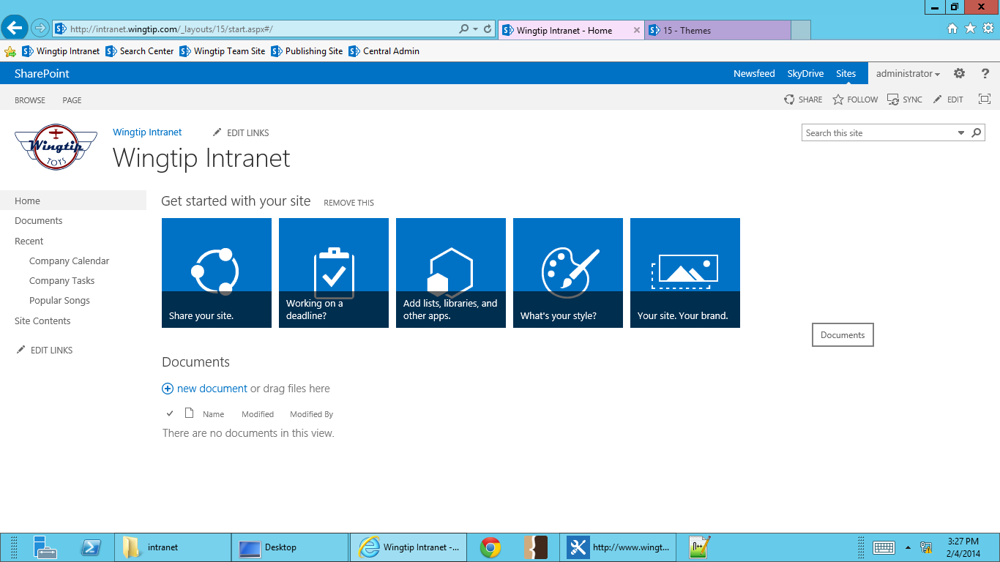 http://intranet.wingtip.com/_layouts/15/start.aspx#/
Wingtip Intranet - Home
15 - Themes
Wingtip Intranet
Search Center
Wingtip Team Site
Publishing Site
Central Admin
SharePoint
Newsfeed
SkyDrive
Sites
administrator
?
BROWSE
PAGE
SHARE
FOLLOW
SYNC
EDIT
Wingtip
TOYS
Wingtip Intranet
EDIT LINKS
Search this site
Wingtip Intranet
Home
Documents
Recent
Company Calendar
Company Tasks
Popular Songs
Site Contents
EDIT LINKS
Get started with your site
REMOVE THIS
Share your site.
Working on a
deadline?
Add lists, libraries, and
other apps.
What's your style?
Your site. Your brand.
Documents
Documents
new document or drag files here
Name
Modified
Modified By
There are no documents in this view.
intranet
Desktop
Wingtip Intranet -...
http://www.wingt...
3:27 PM
2/4/2014